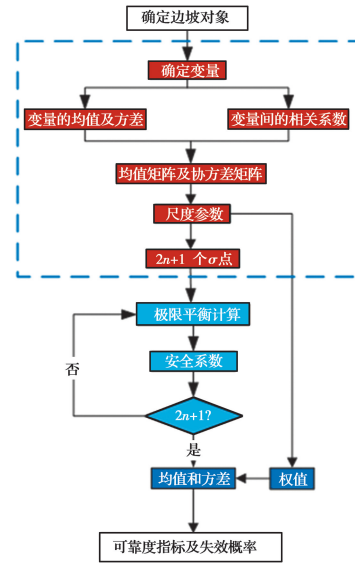 确定边坡对象
确定变量
变量的均值及方差
变量间的相关系数
均值矩阵及协方差矩阵
尺度参数
2n+1 个σ点
极限平衡计算
安全系数
否
2n+1?
是
均值和方差
权值
可靠度指标及失效概率